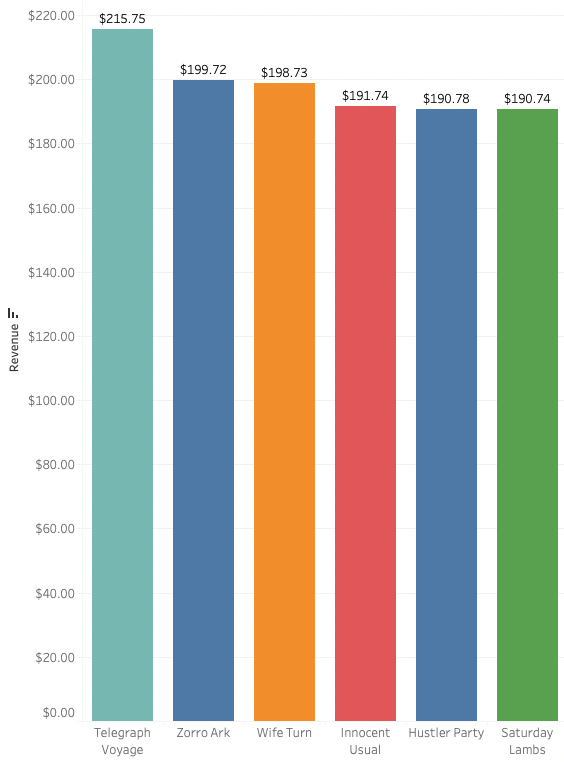 $220.00
$200.00
$180.00
$160.00
$140.00
$120.00
$100.00
$80.00
$60.00
$40.00
$20.00
$0.00
Revenue
$215.75
$199.72
$198.73
$191.74
$190.78
$190.74
Telegraph
Voyage
Zorro Ark
Wife Turn
Innocent
Usual
Hustler Party
Saturday
Lambs